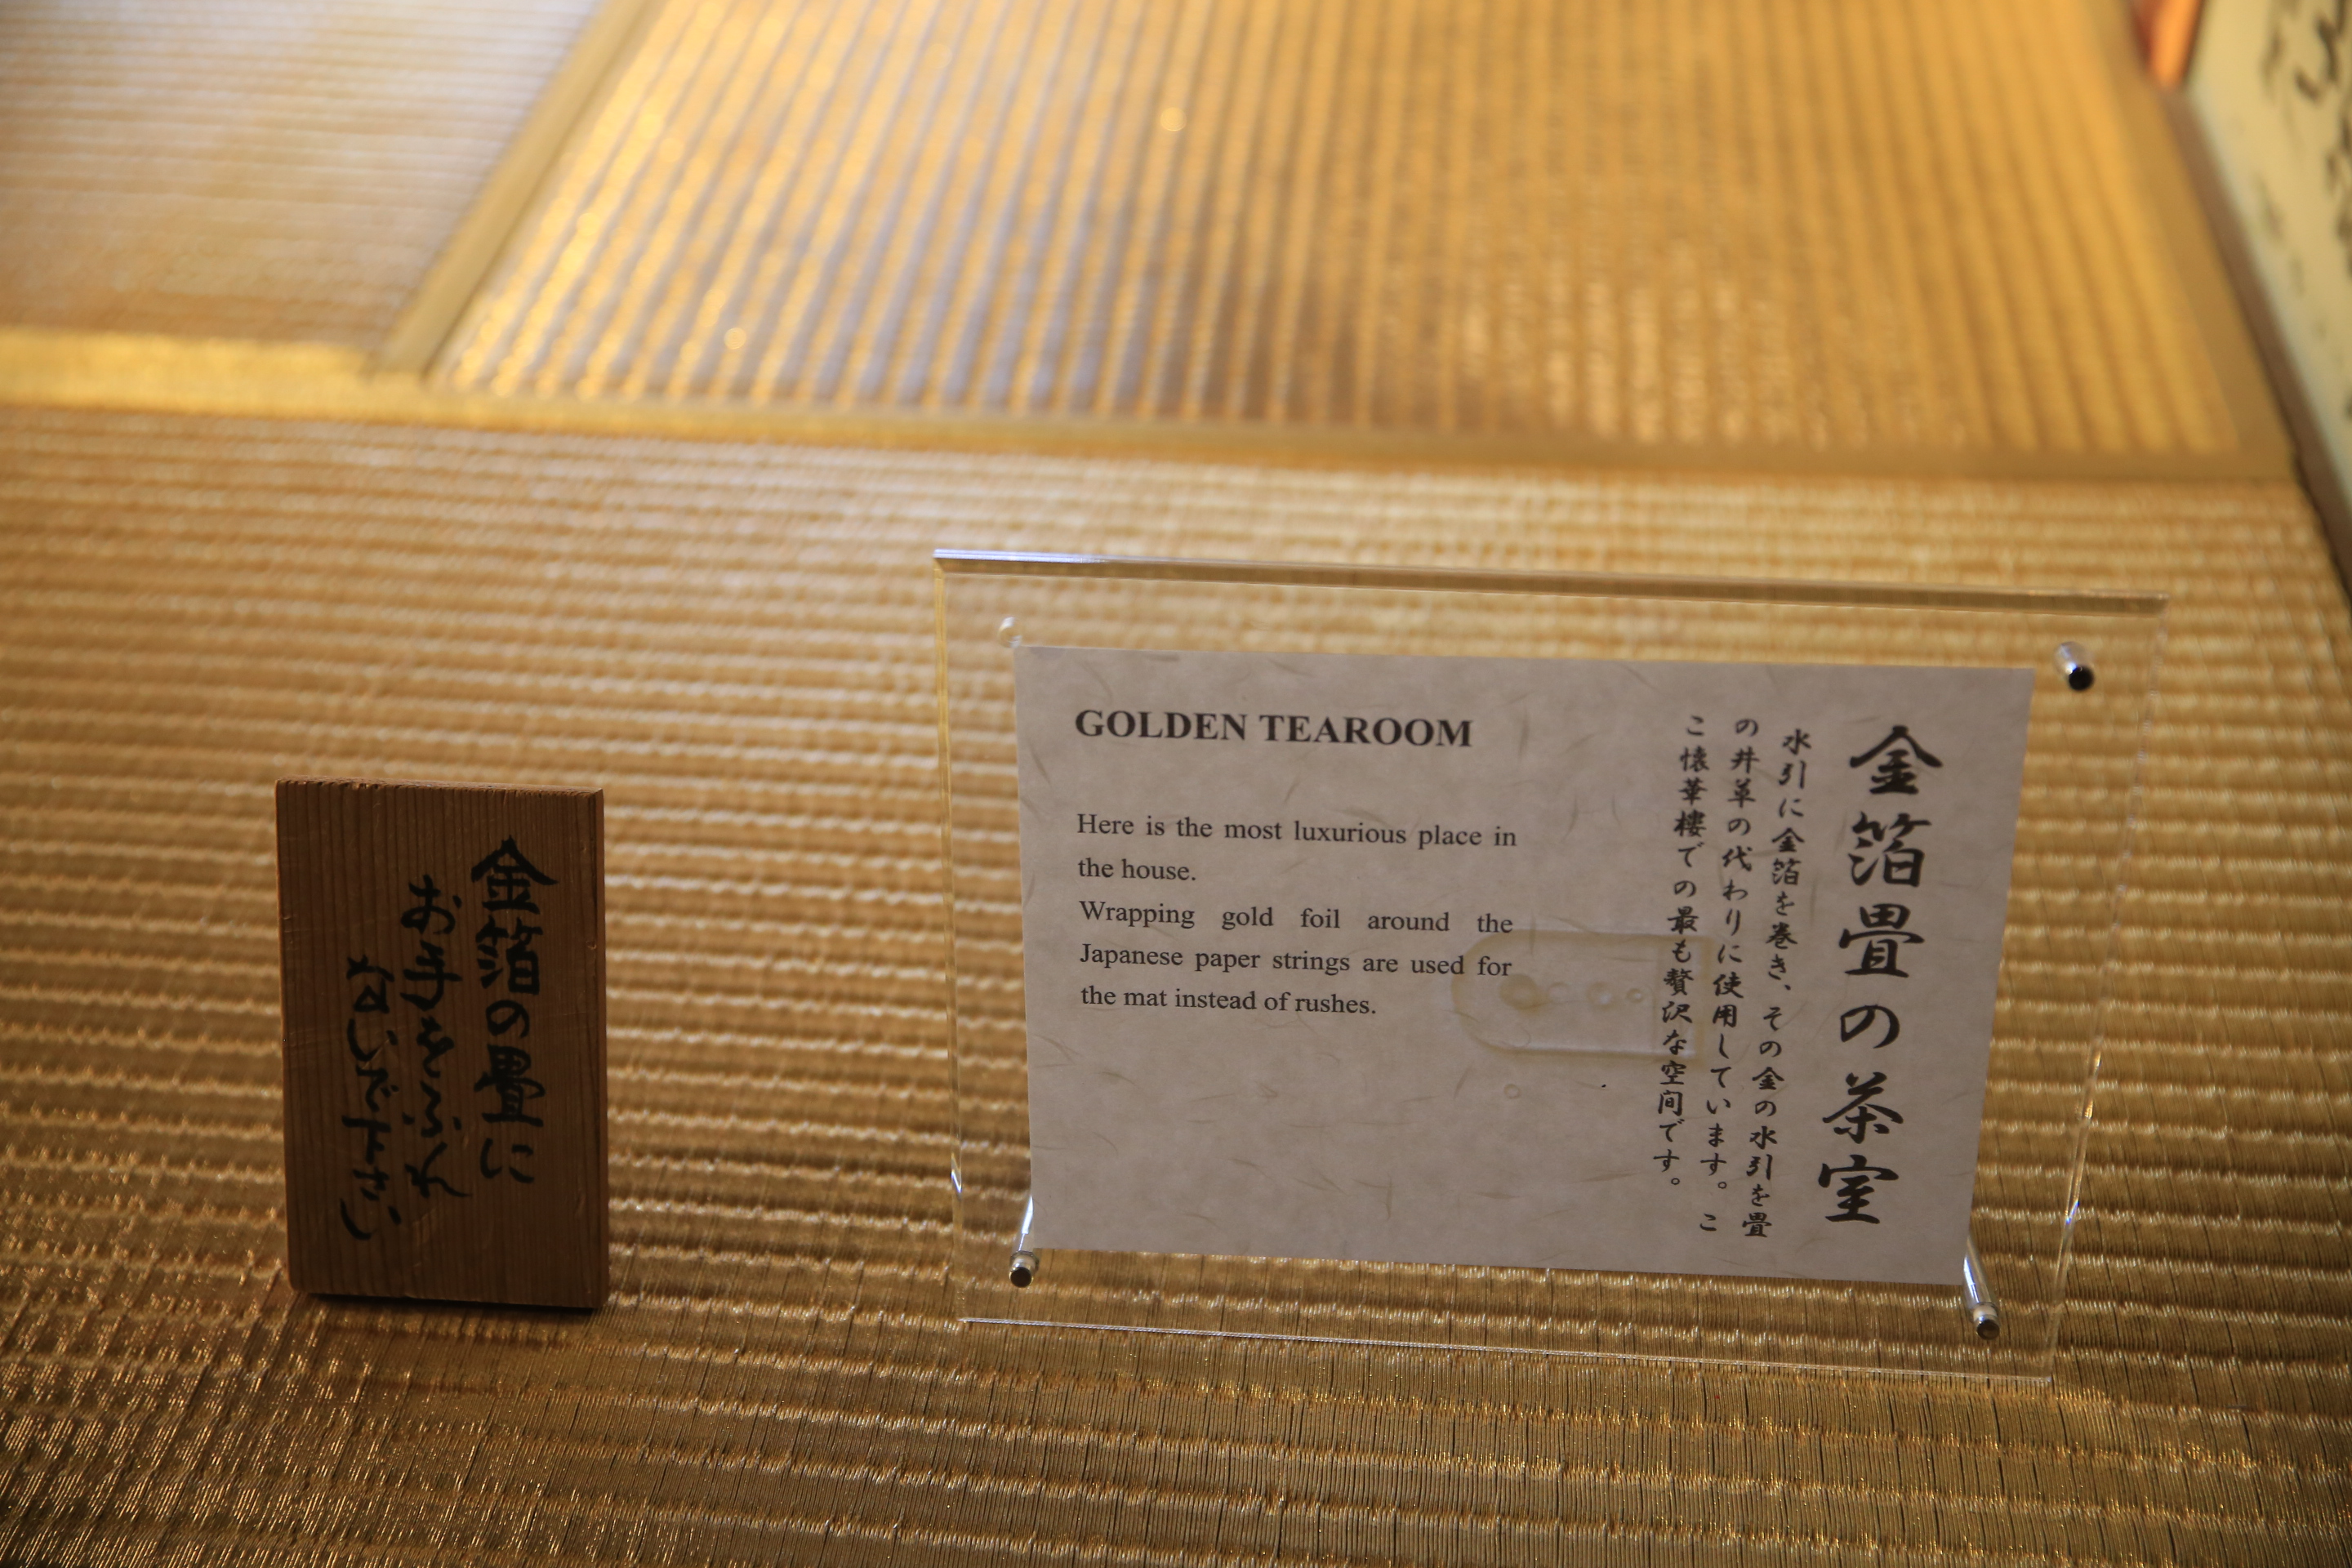 金箔の畳に
お手をふれ
ないで下さい
GOLDEN TEAROOM
Here is the most luxurious place in
the house.
Wrapping gold foil around the
Japanese paper strings are used for
the mat instead of rushes.
金箔畳の茶室
水引に金箔を巻き、その金の水引を畳
の井草の代わりに使用しています。こ
こ懐華樓での最も贅沢な空間です。